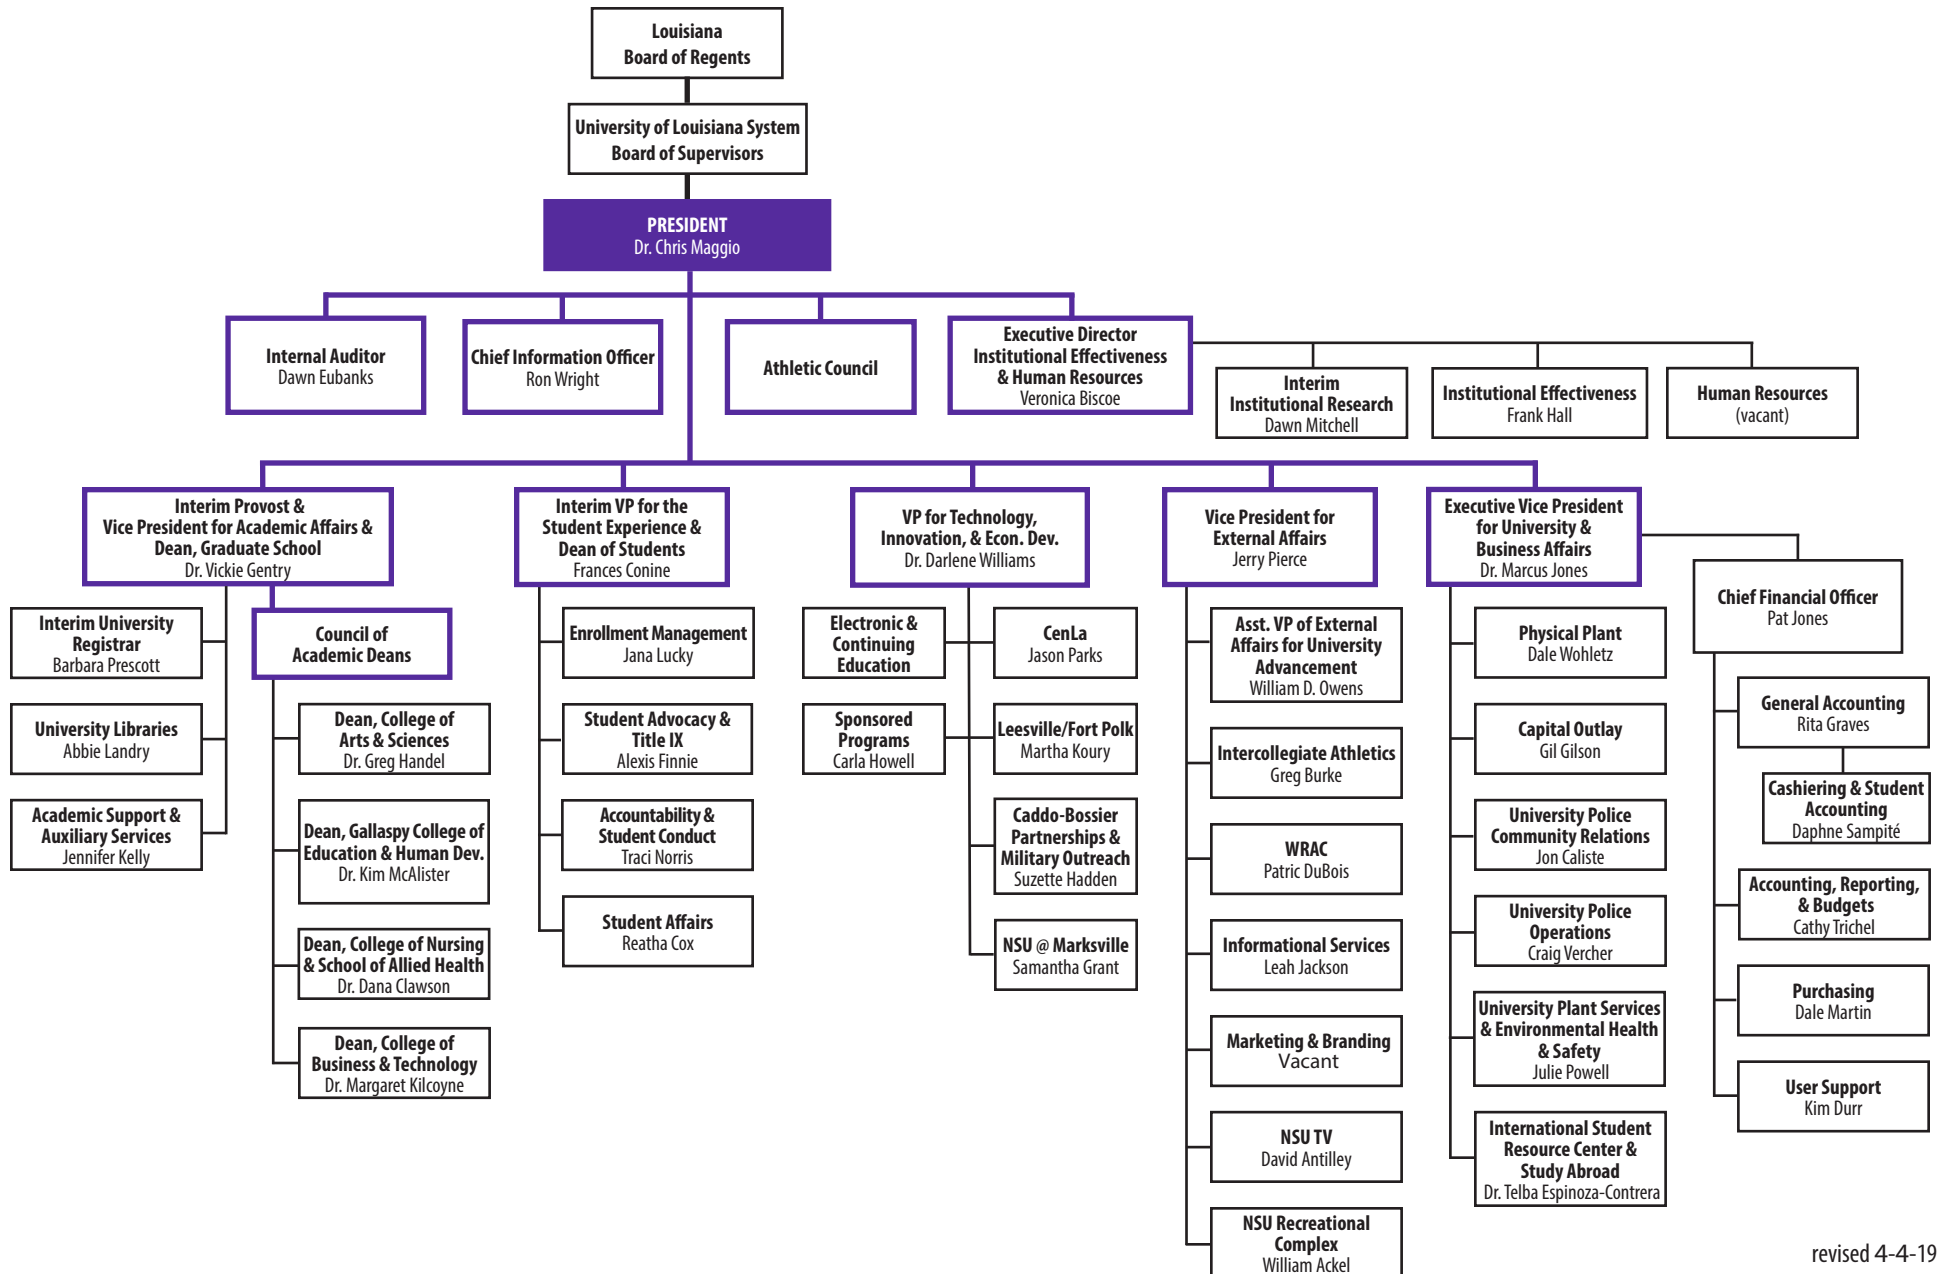 Louisiana
Board of Regents
University of Louisiana System
Board of Supervisors
PRESIDENT
Dr. Chris Maggio
Internal Auditor
Dawn Eubanks
Chief Information Officer
Ron Wright
Athletic Council
Executive Director
Institutional Effectiveness
& Human Resources
Veronica Biscoe
Interim
Institutional Research
Dawn Mitchell
Institutional Effectiveness
Frank Hall
Human Resources
(vacant)
Interim Provost &
Vice President for Academic Affairs &
Dean, Graduate School
Dr. Vickie Gentry
Interim University
Registrar
Barbara Prescott
University Libraries
Abbie Landry
Academic Support &
Auxiliary Services
Jennifer Kelly
Council of
Academic Deans
Dean, College of
Arts & Sciences
Dr. Greg Handel
Dean, Gallaspy College of
Education & Human Dev.
Dr. Kim McAlister
Dean, College of Nursing
& School of Allied Health
Dr. Dana Clawson
Dean, College of
Business & Technology
Dr. Margaret Kilcoyne
Interim VP for the
Student Experience &
Dean of Students
Frances Conine
Enrollment Management
Jana Lucky
Student Advocacy &
Title IX
Alexis Finnie
Accountability &
Student Conduct
Traci Norris
Student Affairs
Reatha Cox
VP for Technology,
Innovation, & Econ. Dev.
Dr. Darlene Williams
Electronic &
Continuing
Education
Sponsored
Programs
Carla Howell
CenLa
Jason Parks
Leesville/Fort Polk
Martha Koury
Caddo-Bossier
Partnerships &
Military Outreach
Suzette Hadden
NSU @ Marksville
Samantha Grant
Vice President for
External Affairs
Jerry Pierce
Asst. VP of External
Affairs for University
Advancement
William D. Owens
Intercollegiate Athletics
Greg Burke
WRAC
Patric DuBois
Informational Services
Leah Jackson
Marketing & Branding
Vacant
NSU TV
David Antilley
NSU Recreational
Complex
William Ackel
Executive Vice President
for University &
Business Affairs
Dr. Marcus Jones
Physical Plant
Dale Wohletz
Capital Outlay
Gil Gilson
University Police
Community Relations
Jon Caliste
University Police
Operations
Craig Vercher
University Plant Services
& Environmental Health
& Safety
Julie Powell
International Student
Resource Center &
Study Abroad
Dr. Telba Espinoza-Contrera
Chief Financial Officer
Pat Jones
General Accounting
Rita Graves
Cashiering & Student
Accounting
Daphne Sampité
Accounting, Reporting,
& Budgets
Cathy Trichel
Purchasing
Dale Martin
User Support
Kim Durr
revised 4-4-19